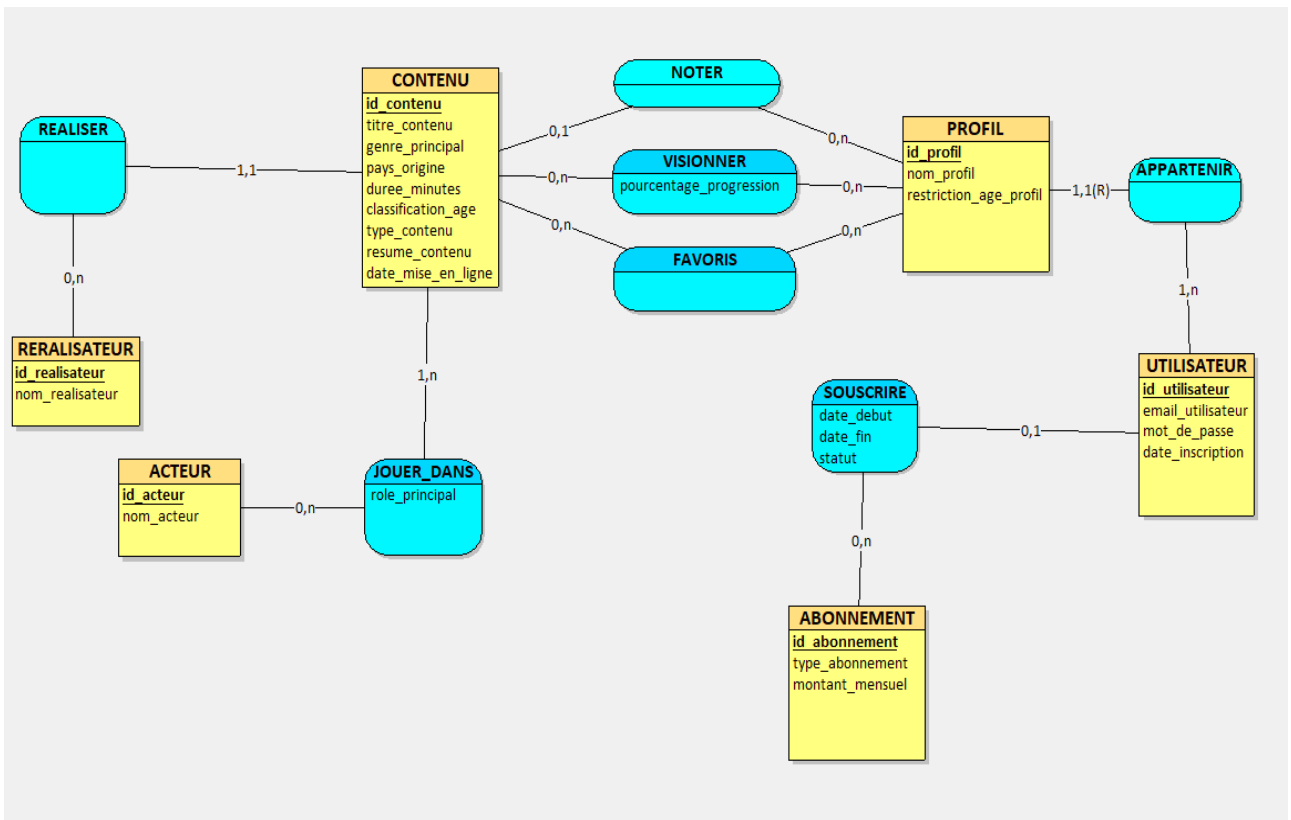 NOTER
CONTENU
id_contenu
titre_contenu
genre_principal
pays_origine
duree_minutes
classification_age
type_contenu
resume_contenu
date_mise_en_ligne
REALISER
1,1
0,n
RERALISATEUR
id_realisateur
nom_realisateur
0,1
0,n
VISIONNER
pourcentage_progression
0,n
0,n
FAVORIS
0,n
0,n
PROFIL
id_profil
nom_profil
restriction_age_profil
1,1(R)
APPARTENIR
1,n
UTILISATEUR
id_utilisateur
email_utilisateur
mot_de_passe
date_inscription
0,1
SOUSCRIRE
date_debut
date_fin
statut
0,n
ABONNEMENT
id_abonnement
type_abonnement
montant_mensuel
1,n
JOUER_DANS
role_principal
0,n
ACTEUR
id_acteur
nom_acteur